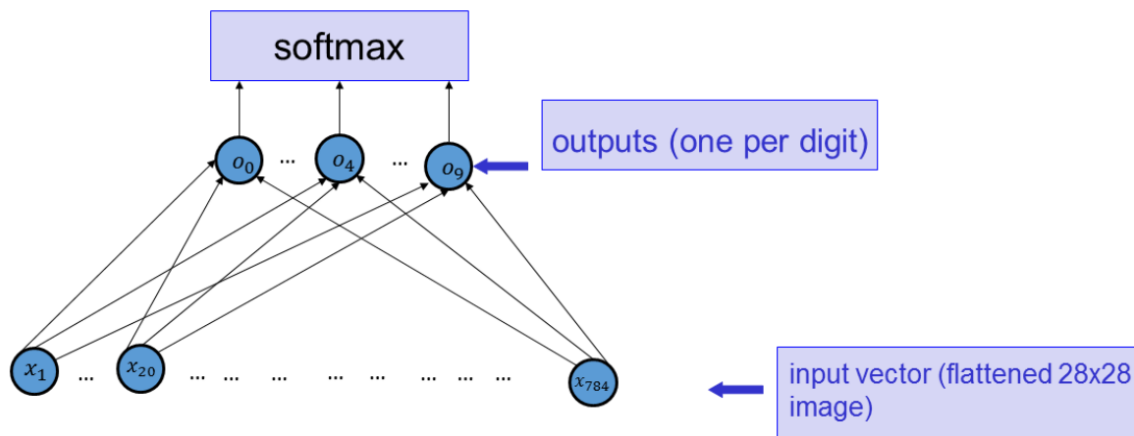 softmax
o₀ ... o₄ ... o₉
outputs (one per digit)
x₁ ... x₂₀ ... ... ... ... ... ... ... ... x₇₈₄
input vector (flattened 28x28
image)